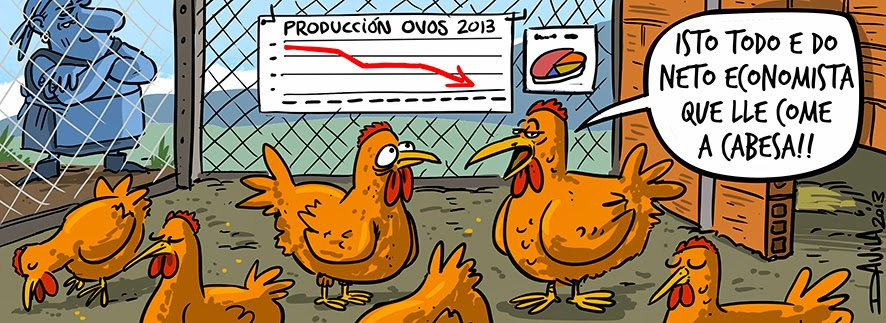 PRODUCCIÓN OVOS 2013
ISTO TODO E DO
NETO ECONOMISTA
QUE LLE COME
A CABESA!!
DAVILA 2013